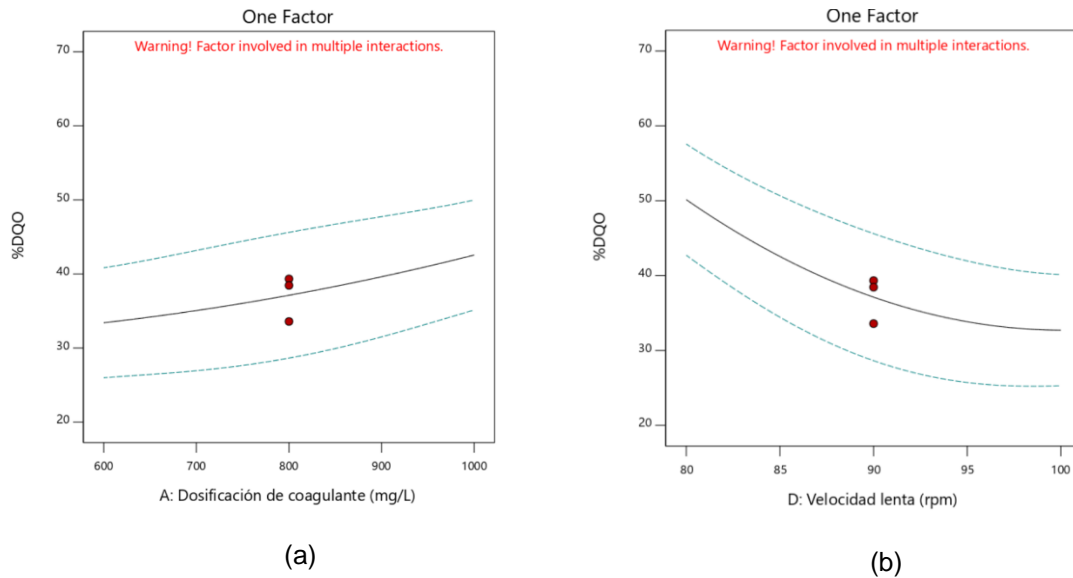 One Factor
Warning! Factor involved in multiple interactions.
70
60
50
40
30
20
%DQO
600
700
800
900
1000
A: Dosificación de coagulante (mg/L)
(a)
One Factor
Warning! Factor involved in multiple interactions.
70
60
50
40
30
20
%DQO
80
85
90
95
100
D: Velocidad lenta (rpm)
(b)